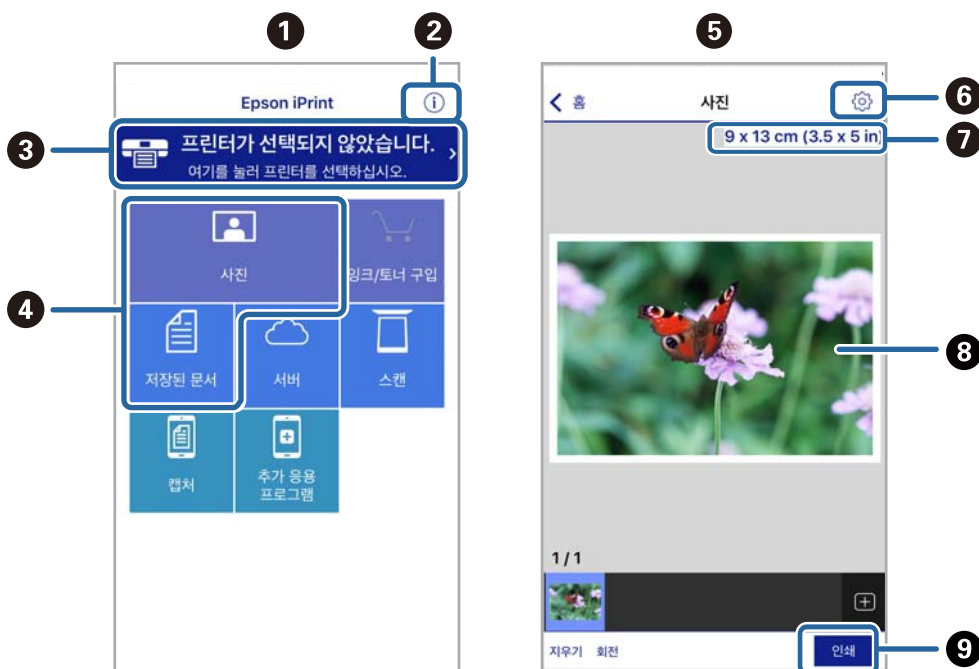 1
2
Epson iPrint
i
3
프린터가 선택되지 않았습니다.
여기를 눌러 프린터를 선택하십시오.
4
사진
잉크/토너 구입
저장된 문서
서버
스캔
캡처
추가 응용
프로그램
5
홈
사진
6
9 x 13 cm (3.5 x 5 in)
7
8
1 / 1
지우기
회전
인쇄
9